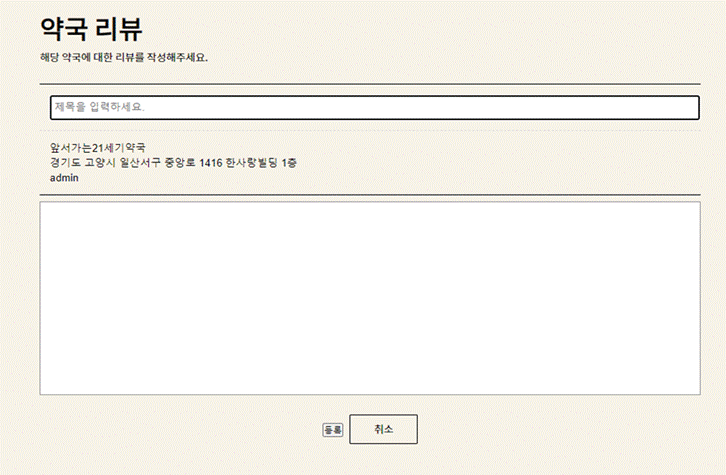 약국 리뷰
해당 약국에 대한 리뷰를 작성해주세요.
제목을 입력하세요.
앞서가는21세기약국
경기도 고양시 일산서구 중앙로 1416 한사랑빌딩 1층
admin
등록 취소